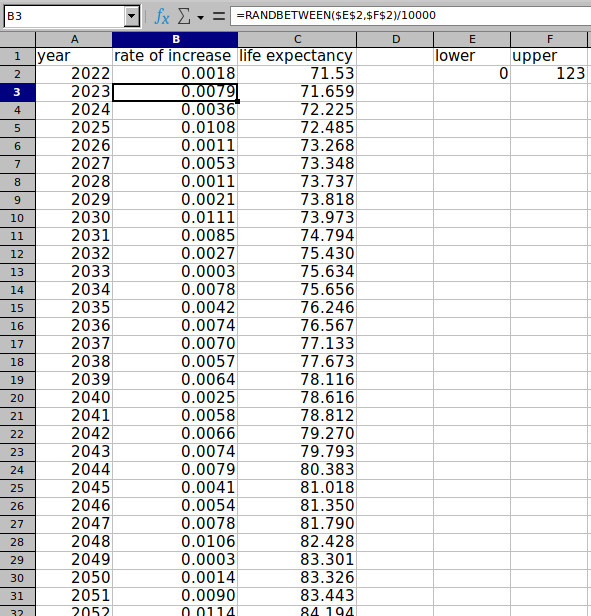 B3 fx Σ = =RANDBETWEEN($E$2,$F$2)/10000
A B C D E F
1 year rate of increase life expectancy lower upper
2 2022 0.0018 71.53 0 123
3 2023 0.0079 71.659
4 2024 0.0036 72.225
5 2025 0.0108 72.485
6 2026 0.0011 73.268
7 2027 0.0053 73.348
8 2028 0.0011 73.737
9 2029 0.0021 73.818
10 2030 0.0111 73.973
11 2031 0.0085 74.794
12 2032 0.0027 75.430
13 2033 0.0003 75.634
14 2034 0.0078 75.656
15 2035 0.0042 76.246
16 2036 0.0074 76.567
17 2037 0.0070 77.133
18 2038 0.0057 77.673
19 2039 0.0064 78.116
20 2040 0.0025 78.616
21 2041 0.0058 78.812
22 2042 0.0066 79.270
23 2043 0.0074 79.793
24 2044 0.0079 80.383
25 2045 0.0041 81.018
26 2046 0.0054 81.350
27 2047 0.0078 81.790
28 2048 0.0106 82.428
29 2049 0.0003 83.301
30 2050 0.0014 83.326
31 2051 0.0090 83.443
32 2052 0.0114 84.194